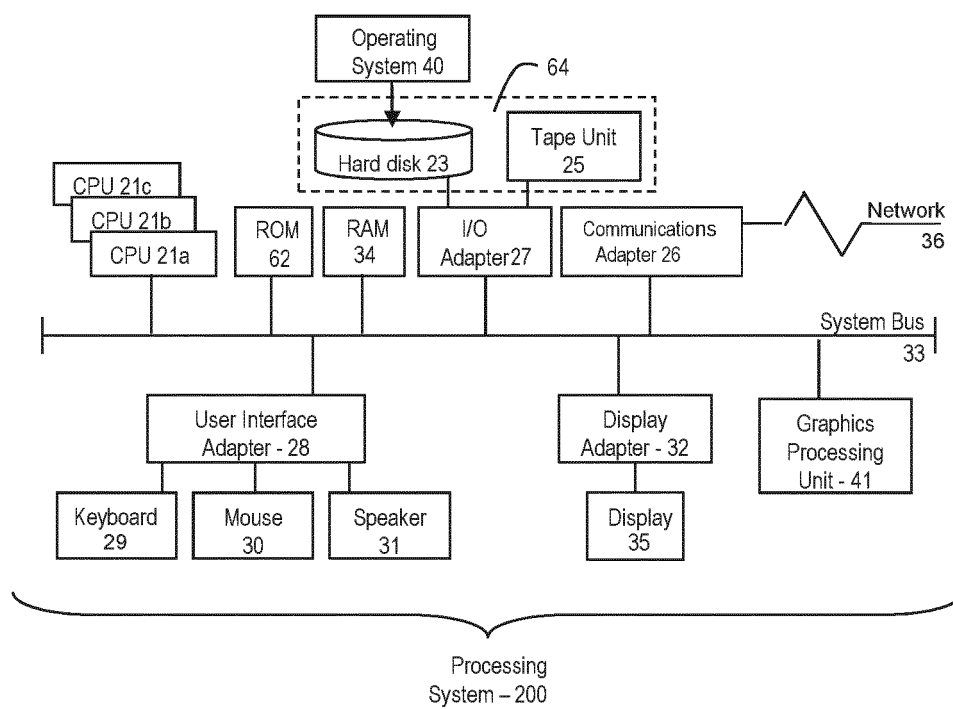 Operating
System 40
64
Hard disk 23
Tape Unit
25
CPU 21c
CPU 21b
CPU 21a
ROM
62
RAM
34
I/O
Adapter27
Communications
Adapter 26
Network
36
System Bus
33
User Interface
Adapter - 28
Display
Adapter - 32
Graphics
Processing
Unit - 41
Keyboard
29
Mouse
30
Speaker
31
Display
35
Processing
System – 200